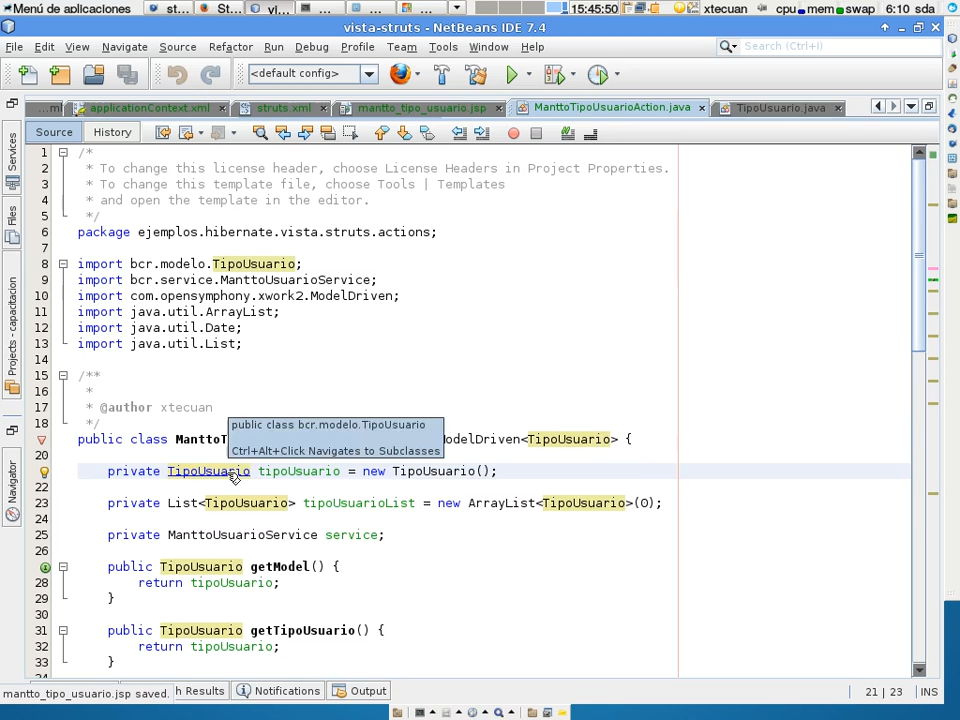 Menú de aplicaciones
st...
St...
vi...
...
...
...
15:45:50
xtecuan
cpu
mem
swap
6:10
sda
vista-struts - NetBeans IDE 7.4
File Edit View Navigate Source Refactor Run Debug Profile Team Tools Window Help
Search (Ctrl+I)
<default config>
...ml
applicationContext.xml
struts.xml
mantto_tipo_usuario.jsp
ManttoTipoUsuarioAction.java
TipoUsuario.java
Source History
Services
Files
Projects - capacitacion
Navigator
1 /*
2 * To change this license header, choose License Headers in Project Properties.
3 * To change this template file, choose Tools | Templates
4 * and open the template in the editor.
5 */
6 package ejemplos.hibernate.vista.struts.actions;
7
8 import bcr.modelo.TipoUsuario;
9 import bcr.service.ManttoUsuarioService;
10 import com.opensymphony.xwork2.ModelDriven;
11 import java.util.ArrayList;
12 import java.util.Date;
13 import java.util.List;
14
15 /**
16 *
17 * @author xtecuan
18 */
public class ManttoT
odelDriven<TipoUsuario> {
public class bcr.modelo.TipoUsuario
Ctrl+Alt+Click Navigates to Subclasses
20
private TipoUsuario tipoUsuario = new TipoUsuario();
22
23 private List<TipoUsuario> tipoUsuarioList = new ArrayList<TipoUsuario>(0);
24
25 private ManttoUsuarioService service;
26
public TipoUsuario getModel() {
28 return tipoUsuario;
29 }
30
31 public TipoUsuario getTipoUsuario() {
32 return tipoUsuario;
33 }
mantto_tipo_usuario.jsp saved.
h Results
Notifications
Output
21 | 23
INS